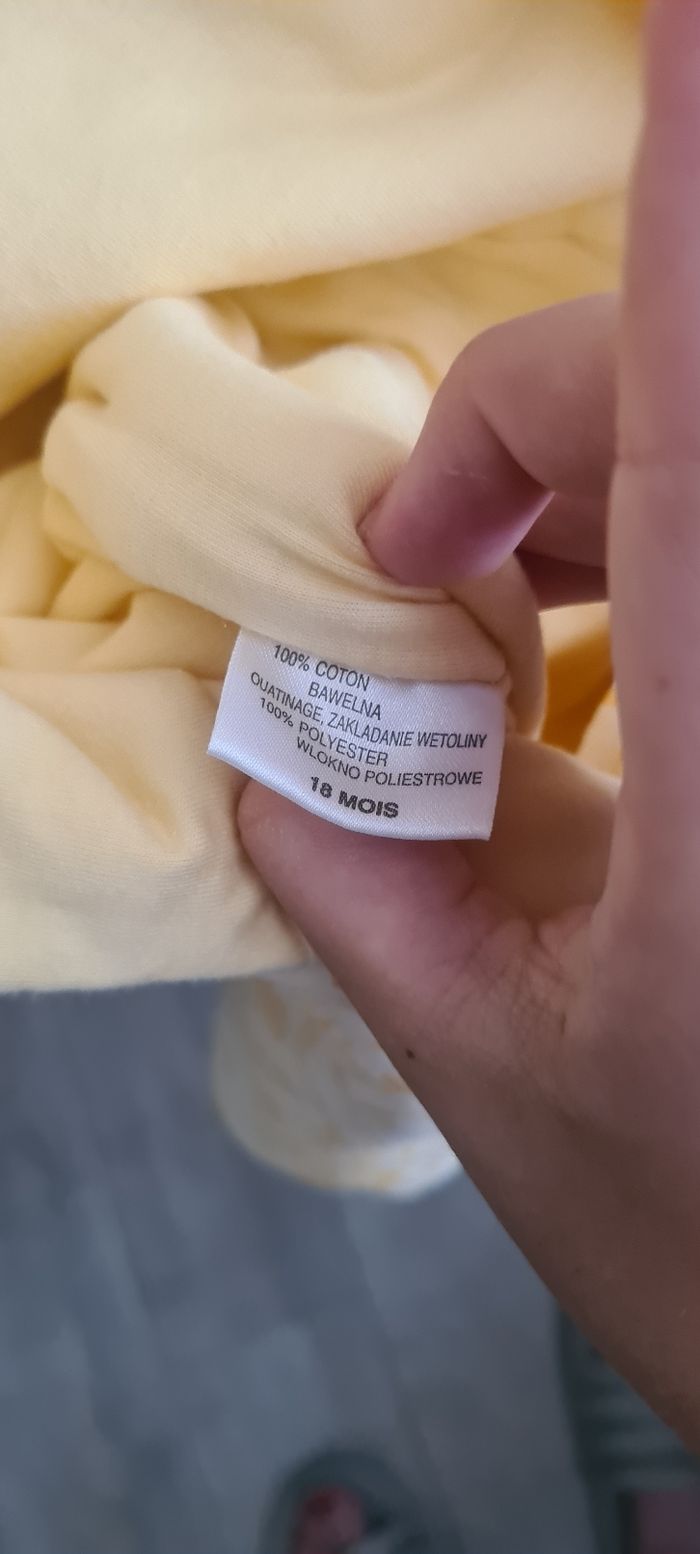 100% COTON
BAWELNA
OUATINAGE, ZAKLADANIE WETOLINY
100% POLYESTER
WLOKNO POLIESTROWE
18 MOIS